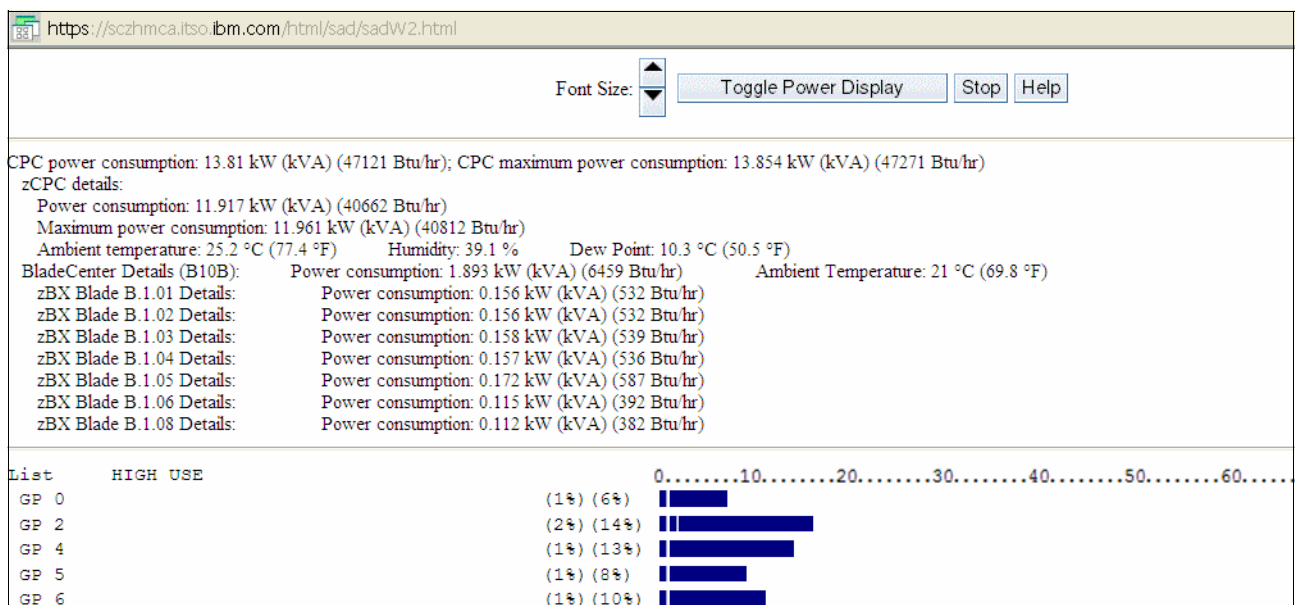 https://sczhmca.itso.ibm.com/html/sad/sadW2.html
Font Size: Toggle Power Display Stop Help
CPC power consumption: 13.81 kW (kVA) (47121 Btu/hr); CPC maximum power consumption: 13.854 kW (kVA) (47271 Btu/hr)
zCPC details:
Power consumption: 11.917 kW (kVA) (40662 Btu/hr)
Maximum power consumption: 11.961 kW (kVA) (40812 Btu/hr)
Ambient temperature: 25.2 °C (77.4 °F) Humidity: 39.1 % Dew Point: 10.3 °C (50.5 °F)
BladeCenter Details (B10B): Power consumption: 1.893 kW (kVA) (6459 Btu/hr) Ambient Temperature: 21 °C (69.8 °F)
zBX Blade B.1.01 Details: Power consumption: 0.156 kW (kVA) (532 Btu/hr)
zBX Blade B.1.02 Details: Power consumption: 0.156 kW (kVA) (532 Btu/hr)
zBX Blade B.1.03 Details: Power consumption: 0.158 kW (kVA) (539 Btu/hr)
zBX Blade B.1.04 Details: Power consumption: 0.157 kW (kVA) (536 Btu/hr)
zBX Blade B.1.05 Details: Power consumption: 0.172 kW (kVA) (587 Btu/hr)
zBX Blade B.1.06 Details: Power consumption: 0.115 kW (kVA) (392 Btu/hr)
zBX Blade B.1.08 Details: Power consumption: 0.112 kW (kVA) (382 Btu/hr)
List HIGH USE 0........10........20........30........40........50........60......
GP 0 (1%)(6%)
GP 2 (2%)(14%)
GP 4 (1%)(13%)
GP 5 (1%)(8%)
GP 6 (1%)(10%)